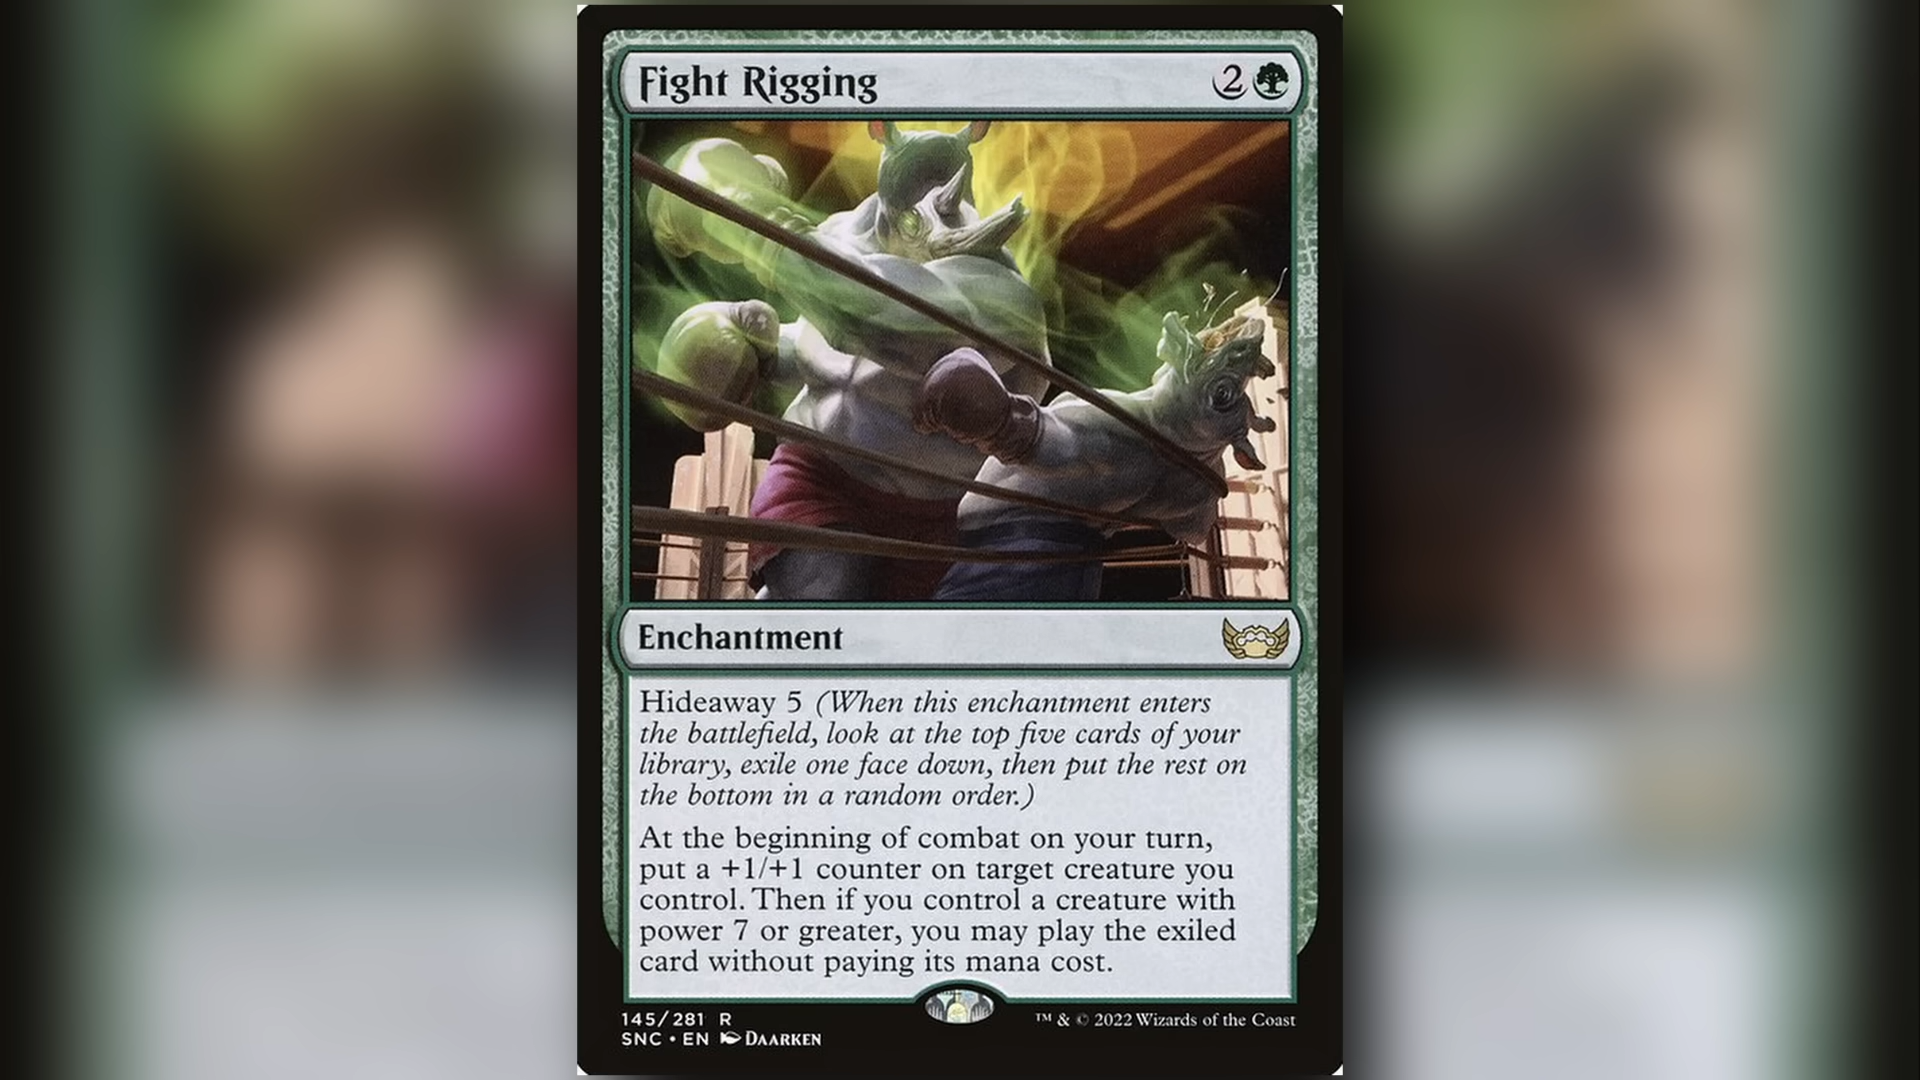 Fight Rigging 2
Enchantment
Hideaway 5 (When this enchantment enters
the battlefield, look at the top five cards of your
library, exile one face down, then put the rest on
the bottom in a random order.)
At the beginning of combat on your turn,
put a +1/+1 counter on target creature you
control. Then if you control a creature with
power 7 or greater, you may play the exiled
card without paying its mana cost.
145/281 R
SNC • EN DAARKEN
™ & © 2022 Wizards of the Coast